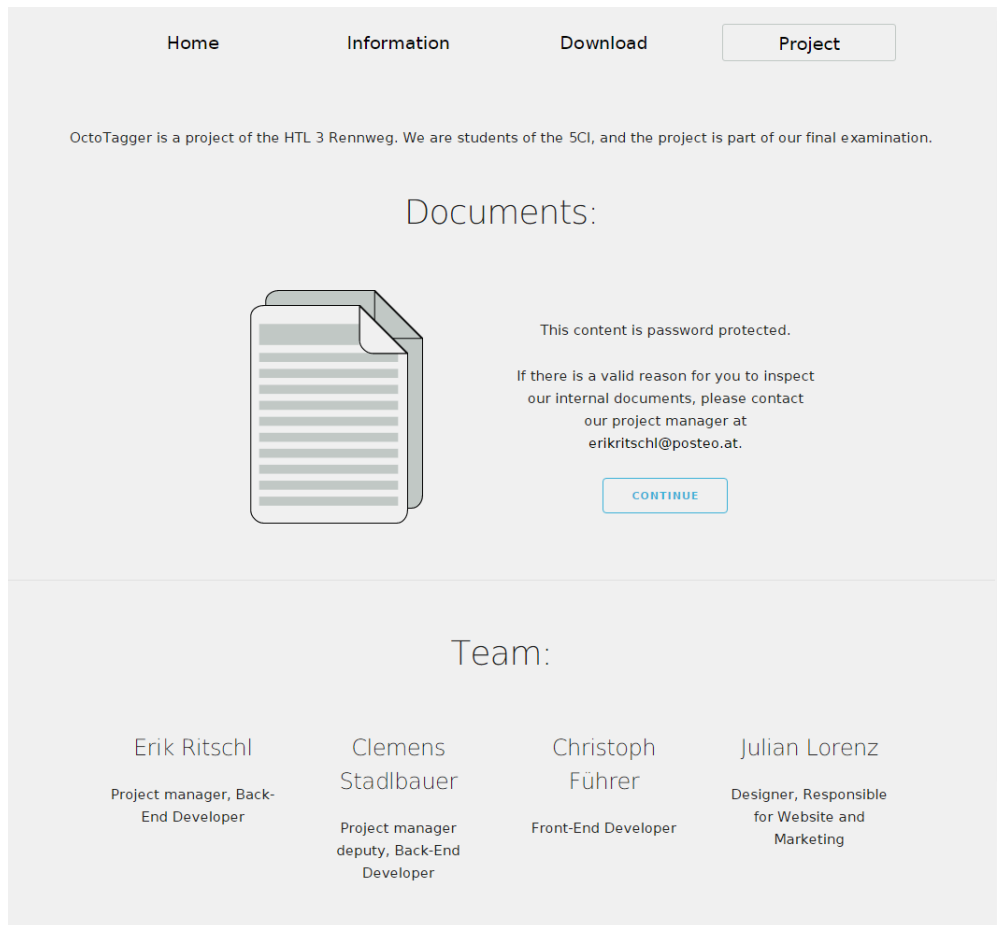 Home Information Download Project
OctoTagger is a project of the HTL 3 Rennweg. We are students of the 5CI, and the project is part of our final examination.
Documents:
This content is password protected.
If there is a valid reason for you to inspect
our internal documents, please contact
our project manager at
erikritschl@posteo.at.
CONTINUE
Team:
Erik Ritschl
Project manager, Back-
End Developer
Clemens
Stadlbauer
Project manager
deputy, Back-End
Developer
Christoph
Führer
Front-End Developer
Julian Lorenz
Designer, Responsible
for Website and
Marketing